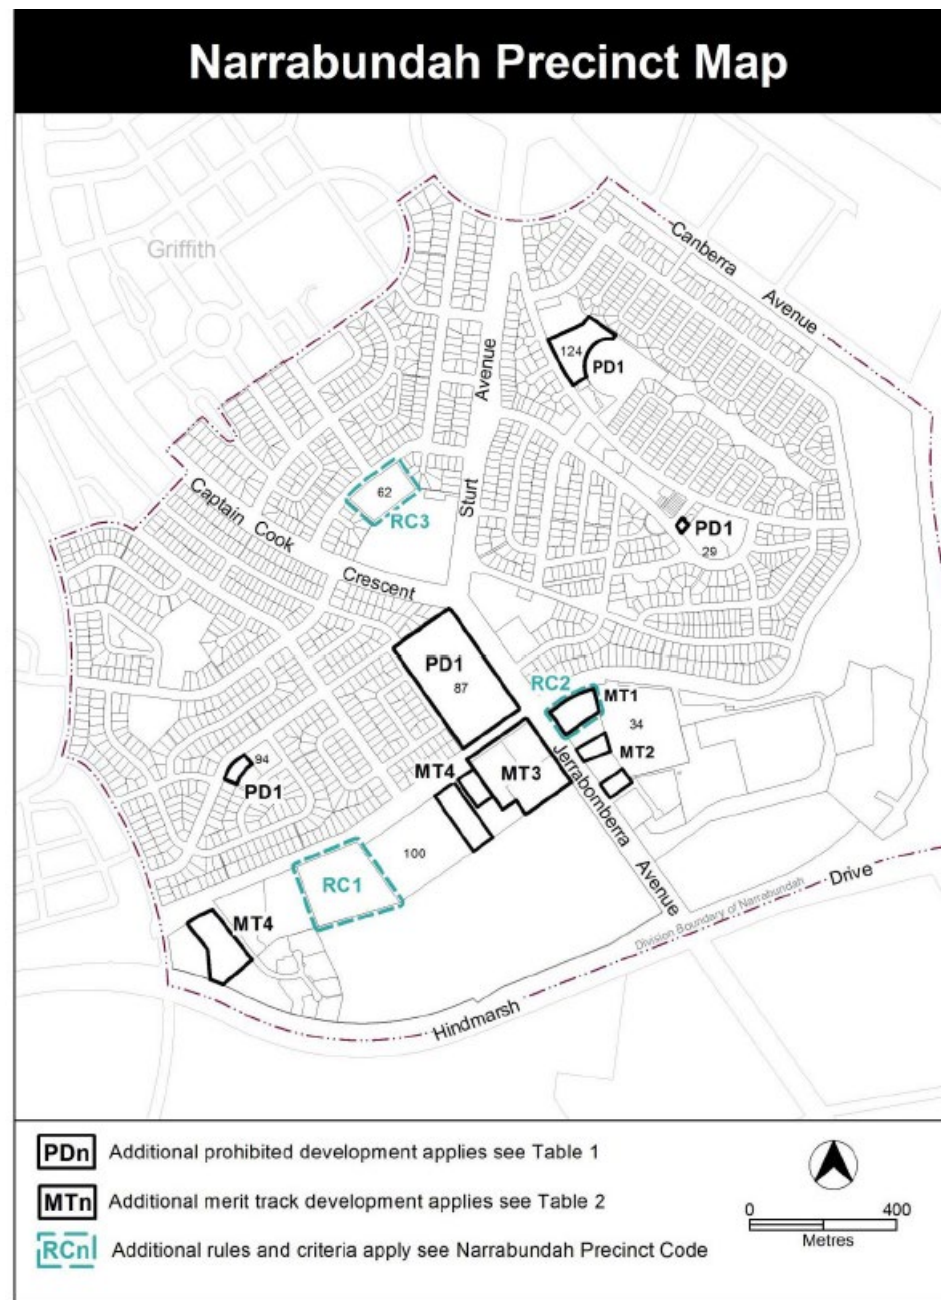 Narrabundah Precinct Map
Griffith
Canberra
Avenue
Avenue
124
PD1
62
RC3
Sturt
Captain Cook
Crescent
PD1
29
PD1
87
RC2
MT1
34
MT2
MT4
MT3
Jerrabomberra
Avenue
94
PD1
100
RC1
MT4
Division Boundary of Narrabundah
Drive
Hindmarsh
PDn Additional prohibited development applies see Table 1
MTn Additional merit track development applies see Table 2
RCn Additional rules and criteria apply see Narrabundah Precinct Code
N
0 400
Metres